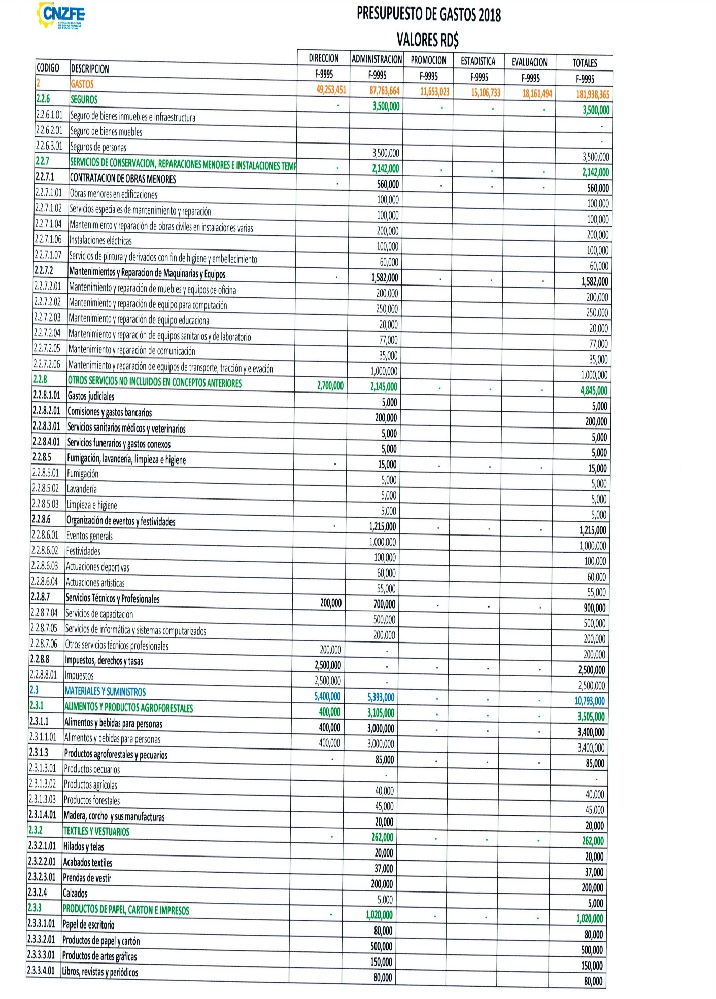 CNZFE
CONSEJO NACIONAL
DE ZONAS FRANCAS
DE EXPORTACION
PRESUPUESTO DE GASTOS 2018
VALORES RD$
DIRECCION ADMINISTRACION PROMOCION ESTADISTICA EVALUACION TOTALES
CODIGO DESCRIPCION F-9995 F-9995 F-9995 F-9995 F-9995 F-9995
2 GASTOS 49,253,451 87,763,664 11,653,023 15,106,733 18,161,494 181,938,365
2.2.6 SEGUROS - 3,500,000 - - - 3,500,000
2.2.6.1.01 Seguro de bienes inmuebles e infraestructura -
2.2.6.2.01 Seguro de bienes muebles -
2.2.6.3.01 Seguros de personas 3,500,000 3,500,000
2.2.7 SERVICIOS DE CONSERVACION, REPARACIONES MENORES E INSTALACIONES TEMP - 2,142,000 - - - 2,142,000
2.2.7.1 CONTRATACION DE OBRAS MENORES - 560,000 - - - 560,000
2.2.7.1.01 Obras menores en edificaciones 100,000 100,000
2.2.7.1.02 Servicios especiales de mantenimiento y reparación 100,000 100,000
2.2.7.1.04 Mantenimiento y reparación de obras civiles en instalaciones varias 200,000 200,000
2.2.7.1.06 Instalaciones eléctricas 100,000 100,000
2.2.7.1.07 Servicios de pintura y derivados con fin de higiene y embellecimiento 60,000 60,000
2.2.7.2 Mantenimientos y Reparacion de Maquinarias y Equipos - 1,582,000 - - - 1,582,000
2.2.7.2.01 Mantenimiento y reparación de muebles y equipos de oficina 200,000 200,000
2.2.7.2.02 Mantenimiento y reparación de equipo para computación 250,000 250,000
2.2.7.2.03 Mantenimiento y reparación de equipo educacional 20,000 20,000
2.2.7.2.04 Mantenimiento y reparación de equipos sanitarios y de laboratorio 77,000 77,000
2.2.7.2.05 Mantenimiento y reparación de comunicación 35,000 35,000
2.2.7.2.06 Mantenimiento y reparación de equipos de transporte, tracción y elevación 1,000,000 1,000,000
2.2.8 OTROS SERVICIOS NO INCLUIDOS EN CONCEPTOS ANTERIORES 2,700,000 2,145,000 - - - 4,845,000
2.2.8.1.01 Gastos judiciales 5,000 5,000
2.2.8.2.01 Comisiones y gastos bancarios 200,000 200,000
2.2.8.3.01 Servicios sanitarios médicos y veterinarios 5,000 5,000
2.2.8.4.01 Servicios funerarios y gastos conexos 5,000 5,000
2.2.8.5 Fumigación, lavandería, limpieza e higiene - 15,000 - - - 15,000
2.2.8.5.01 Fumigación 5,000 5,000
2.2.8.5.02 Lavandería 5,000 5,000
2.2.8.5.03 Limpieza e higiene 5,000 5,000
2.2.8.6 Organización de eventos y festividades - 1,215,000 - - - 1,215,000
2.2.8.6.01 Eventos generals 1,000,000 1,000,000
2.2.8.6.02 Festividades 100,000 100,000
2.2.8.6.03 Actuaciones deportivas 60,000 60,000
2.2.8.6.04 Actuaciones artísticas 55,000 55,000
2.2.8.7 Servicios Técnicos y Profesionales 200,000 700,000 - - - 900,000
2.2.8.7.04 Servicios de capacitación 500,000 500,000
2.2.8.7.05 Servicios de informática y sistemas computarizados 200,000 200,000
2.2.8.7.06 Otros servicios técnicos profesionales 200,000 - 200,000
2.2.8.8 Impuestos, derechos y tasas 2,500,000 - - - - 2,500,000
2.2.8.8.01 Impuestos 2,500,000 - 2,500,000
2.3 MATERIALES Y SUMINISTROS 5,400,000 5,393,000 - - - 10,793,000
2.3.1 ALIMENTOS Y PRODUCTOS AGROFORESTALES 400,000 3,105,000 - - - 3,505,000
2.3.1.1 Alimentos y bebidas para personas 400,000 3,000,000 - - - 3,400,000
2.3.1.1.01 Alimentos y bebidas para personas 400,000 3,000,000 3,400,000
2.3.1.3 Productos agroforestales y pecuarios - 85,000 - - - 85,000
2.3.1.3.01 Productos pecuarios - -
2.3.1.3.02 Productos agrícolas 40,000 40,000
2.3.1.3.03 Productos forestales 45,000 45,000
2.3.1.4.01 Madera, corcho y sus manufacturas 20,000 20,000
2.3.2 TEXTILES Y VESTUARIOS - 262,000 - - - 262,000
2.3.2.1.01 Hilados y telas 20,000 20,000
2.3.2.2.01 Acabados textiles 37,000 37,000
2.3.2.3.01 Prendas de vestir 200,000 200,000
2.3.2.4 Calzados 5,000 5,000
2.3.3 PRODUCTOS DE PAPEL, CARTON E IMPRESOS - 1,020,000 - - - 1,020,000
2.3.3.1.01 Papel de escritorio 80,000 80,000
2.3.3.2.01 Productos de papel y cartón 500,000 500,000
2.3.3.3.01 Productos de artes gráficas 150,000 150,000
2.3.3.4.01 Libros, revistas y periódicos 80,000 80,000